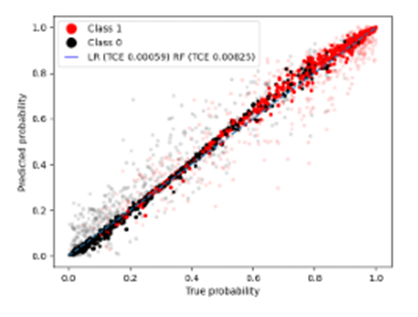 Class 1
Class 0
LR (TCE 0.00059) RF (TCE 0.00825)
1.0
0.8
0.6
0.4
0.2
0.0
Predicted probability
0.0 0.2 0.4 0.6 0.8 1.0
True probability